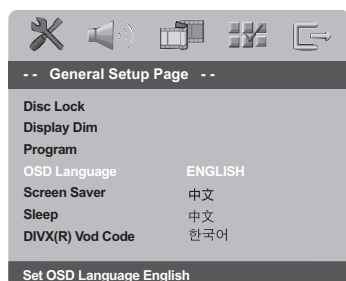 -- General Setup Page --
Disc Lock
Display Dim
Program
OSD Language ENGLISH
Screen Saver 中文
Sleep 中文
DIVX(R) Vod Code 한국어
Set OSD Language English